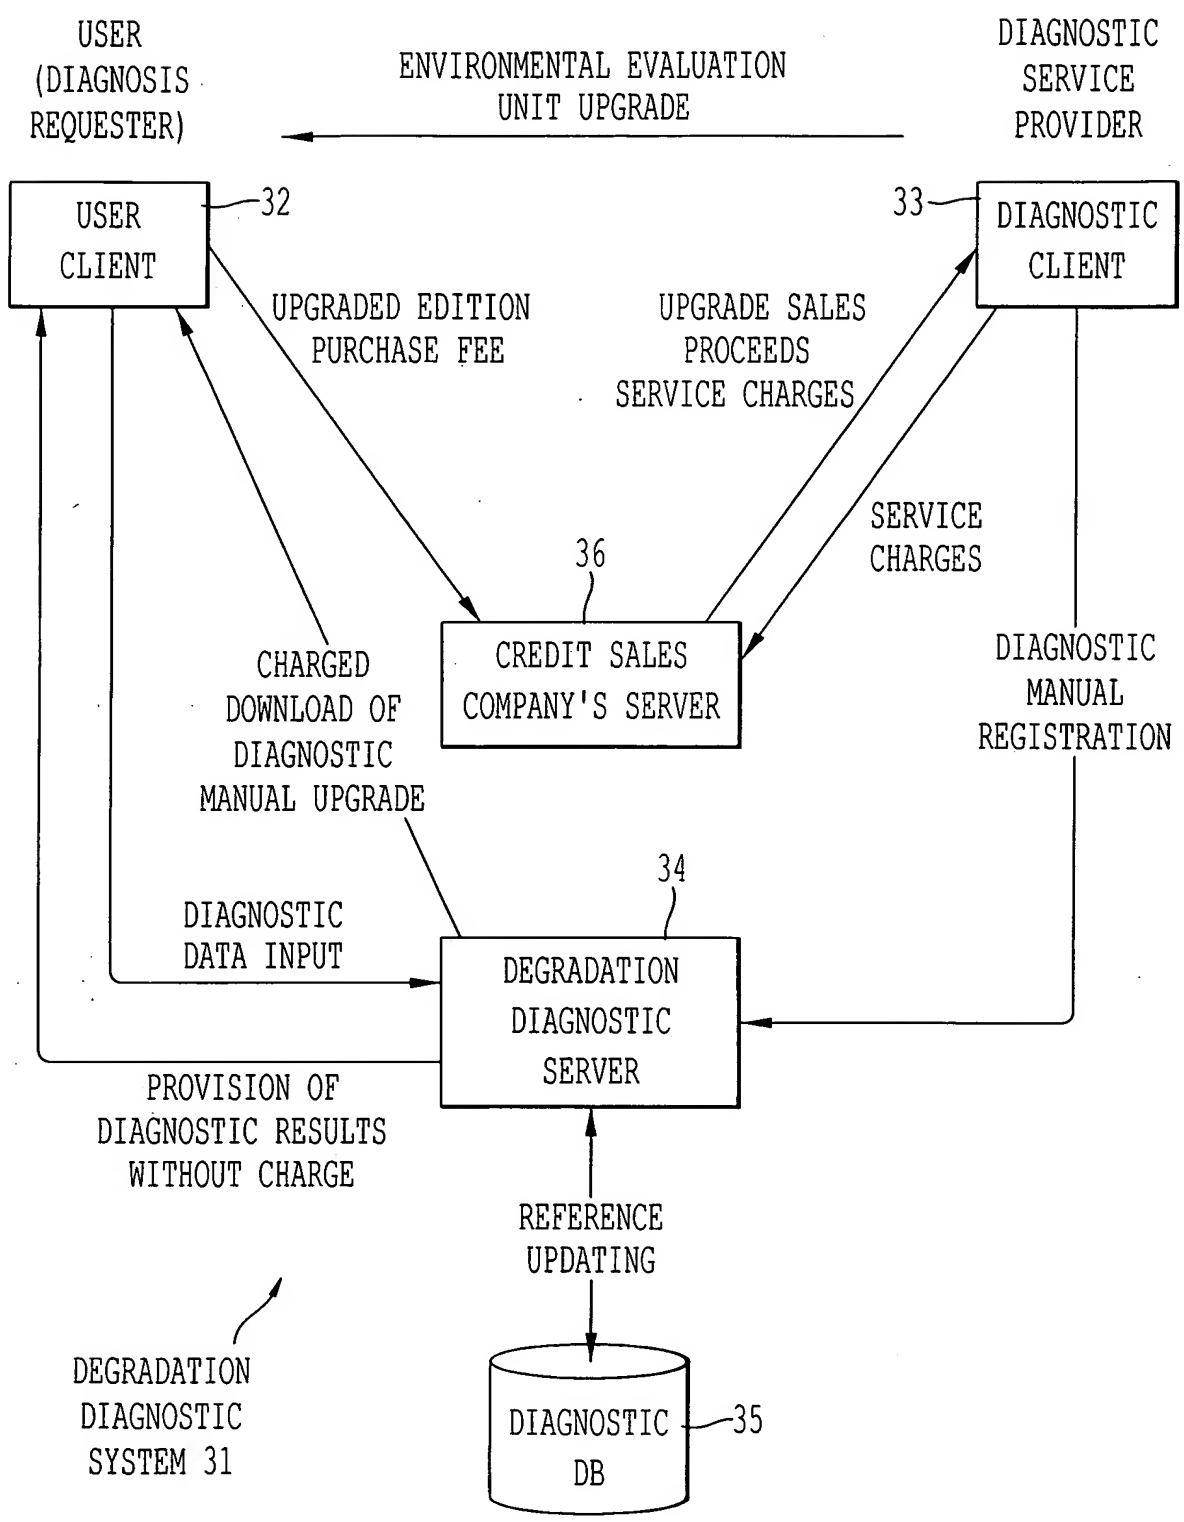 USER
(DIAGNOSIS
REQUESTER)
ENVIRONMENTAL EVALUATION
UNIT UPGRADE
DIAGNOSTIC
SERVICE
PROVIDER
USER
CLIENT
32
33
DIAGNOSTIC
CLIENT
UPGRADED EDITION
PURCHASE FEE
UPGRADE SALES
PROCEEDS
SERVICE CHARGES
SERVICE
CHARGES
36
CREDIT SALES
COMPANY'S SERVER
CHARGED
DOWNLOAD OF
DIAGNOSTIC
MANUAL UPGRADE
DIAGNOSTIC
MANUAL
REGISTRATION
34
DIAGNOSTIC
DATA INPUT
DEGRADATION
DIAGNOSTIC
SERVER
PROVISION OF
DIAGNOSTIC RESULTS
WITHOUT CHARGE
REFERENCE
UPDATING
DEGRADATION
DIAGNOSTIC
SYSTEM 31
DIAGNOSTIC
DB
35